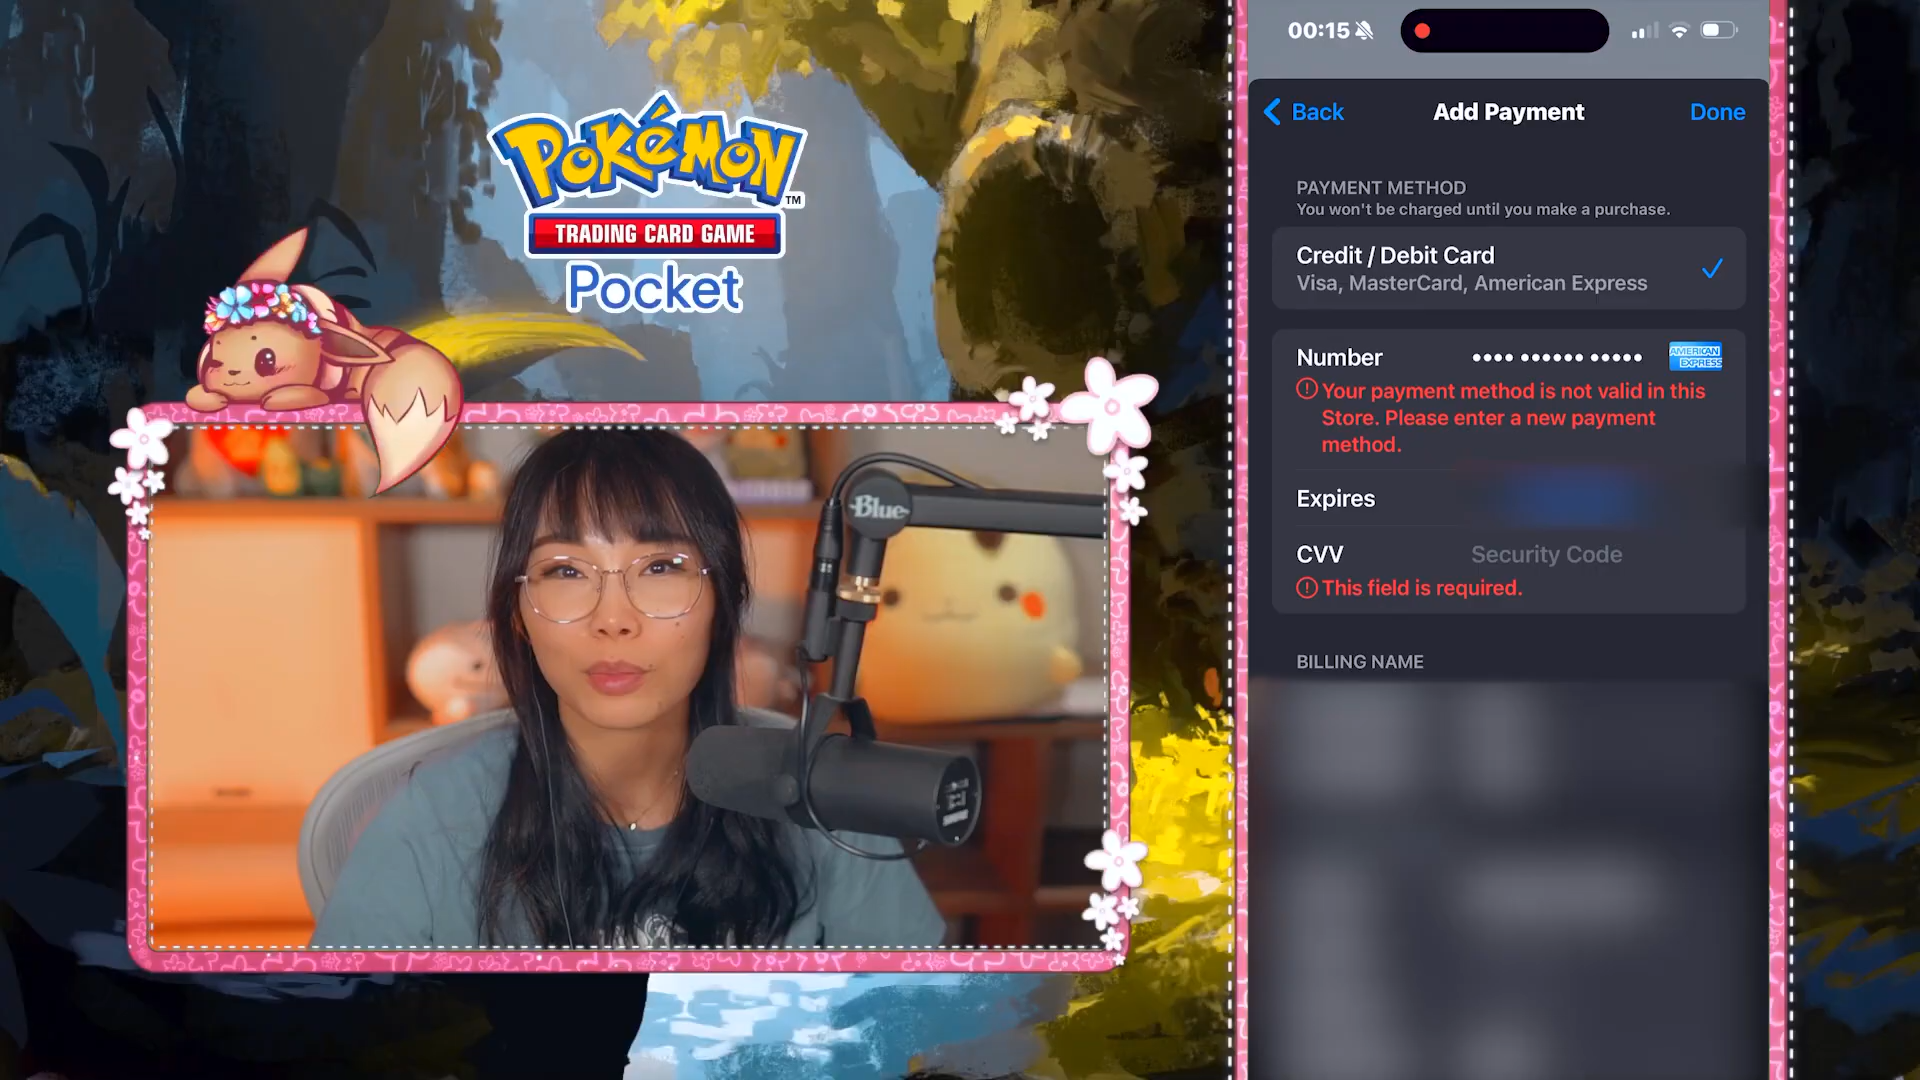 POKéMON
TM
TRADING CARD GAME
Pocket
Blue
00:15
Back
Add Payment
Done
PAYMENT METHOD
You won't be charged until you make a purchase.
Credit / Debit Card
Visa, MasterCard, American Express
Number
•••• •••••• •••••
AMERICAN
EXPRESS
Your payment method is not valid in this
Store. Please enter a new payment
method.
Expires
CVV
Security Code
This field is required.
BILLING NAME